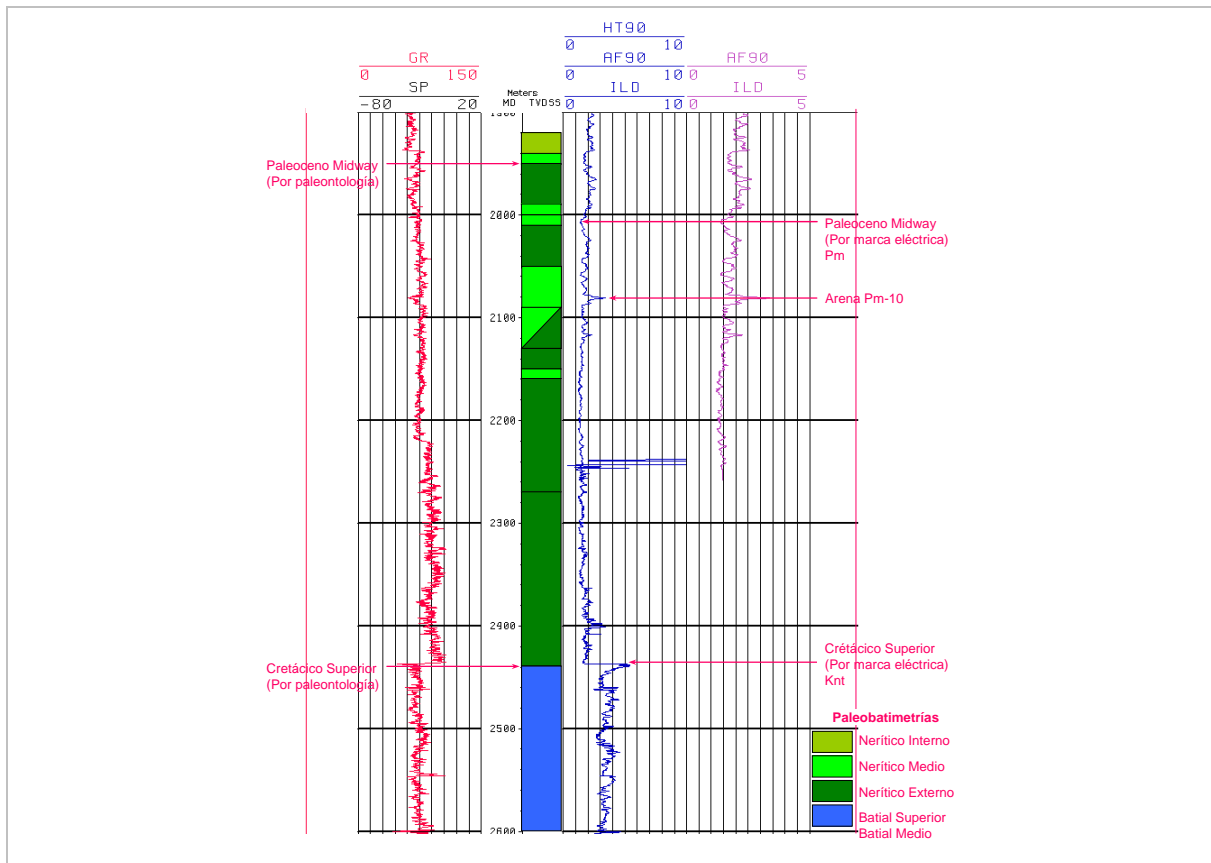 HT90
0 10
GR
AF90
AF90
0 150
0 10
0 5
SP
Meters
ILD
ILD
-80 20
MD TVDSS
0 10
0 5
1900
Paleoceno Midway
(Por paleontología)
2000
Paleoceno Midway
(Por marca eléctrica)
Pm
Arena Pm-10
2100
2200
2300
2400
Cretácico Superior
(Por paleontología)
Crétácico Superior
(Por marca eléctrica)
Knt
2500
Paleobatimetrías
Nerítico Interno
Nerítico Medio
Nerítico Externo
Batial Superior
Batial Medio
2600